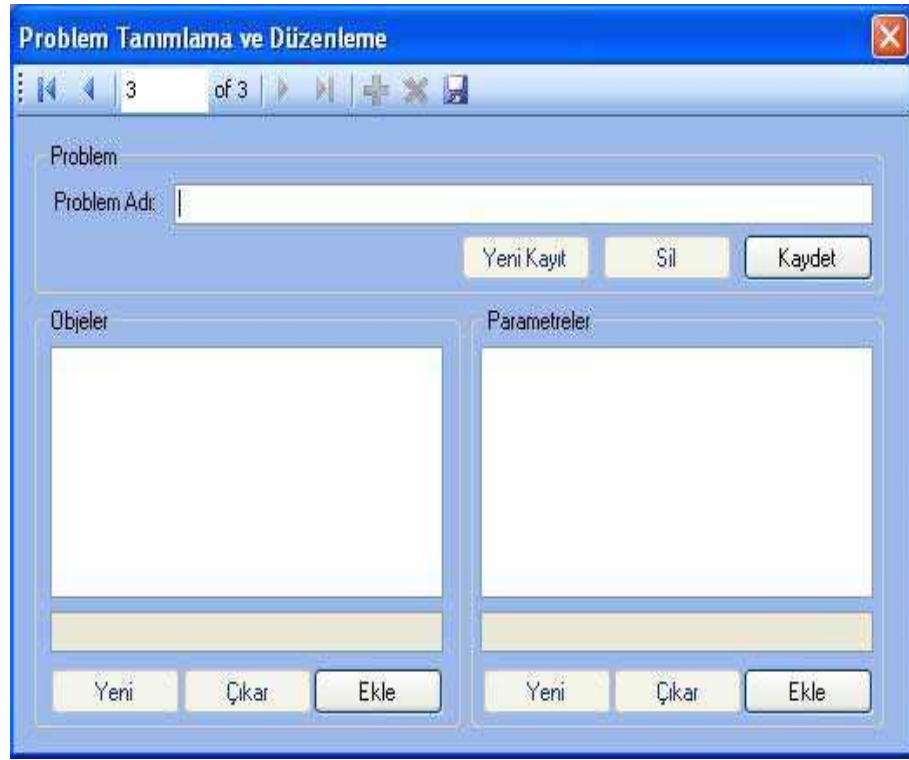 Problem Tanımlama ve Düzenleme
3 of 3
Problem
Problem Adı:
Yeni Kayıt Sil Kaydet
Objeler Parametreler
Yeni Çıkar Ekle Yeni Çıkar Ekle